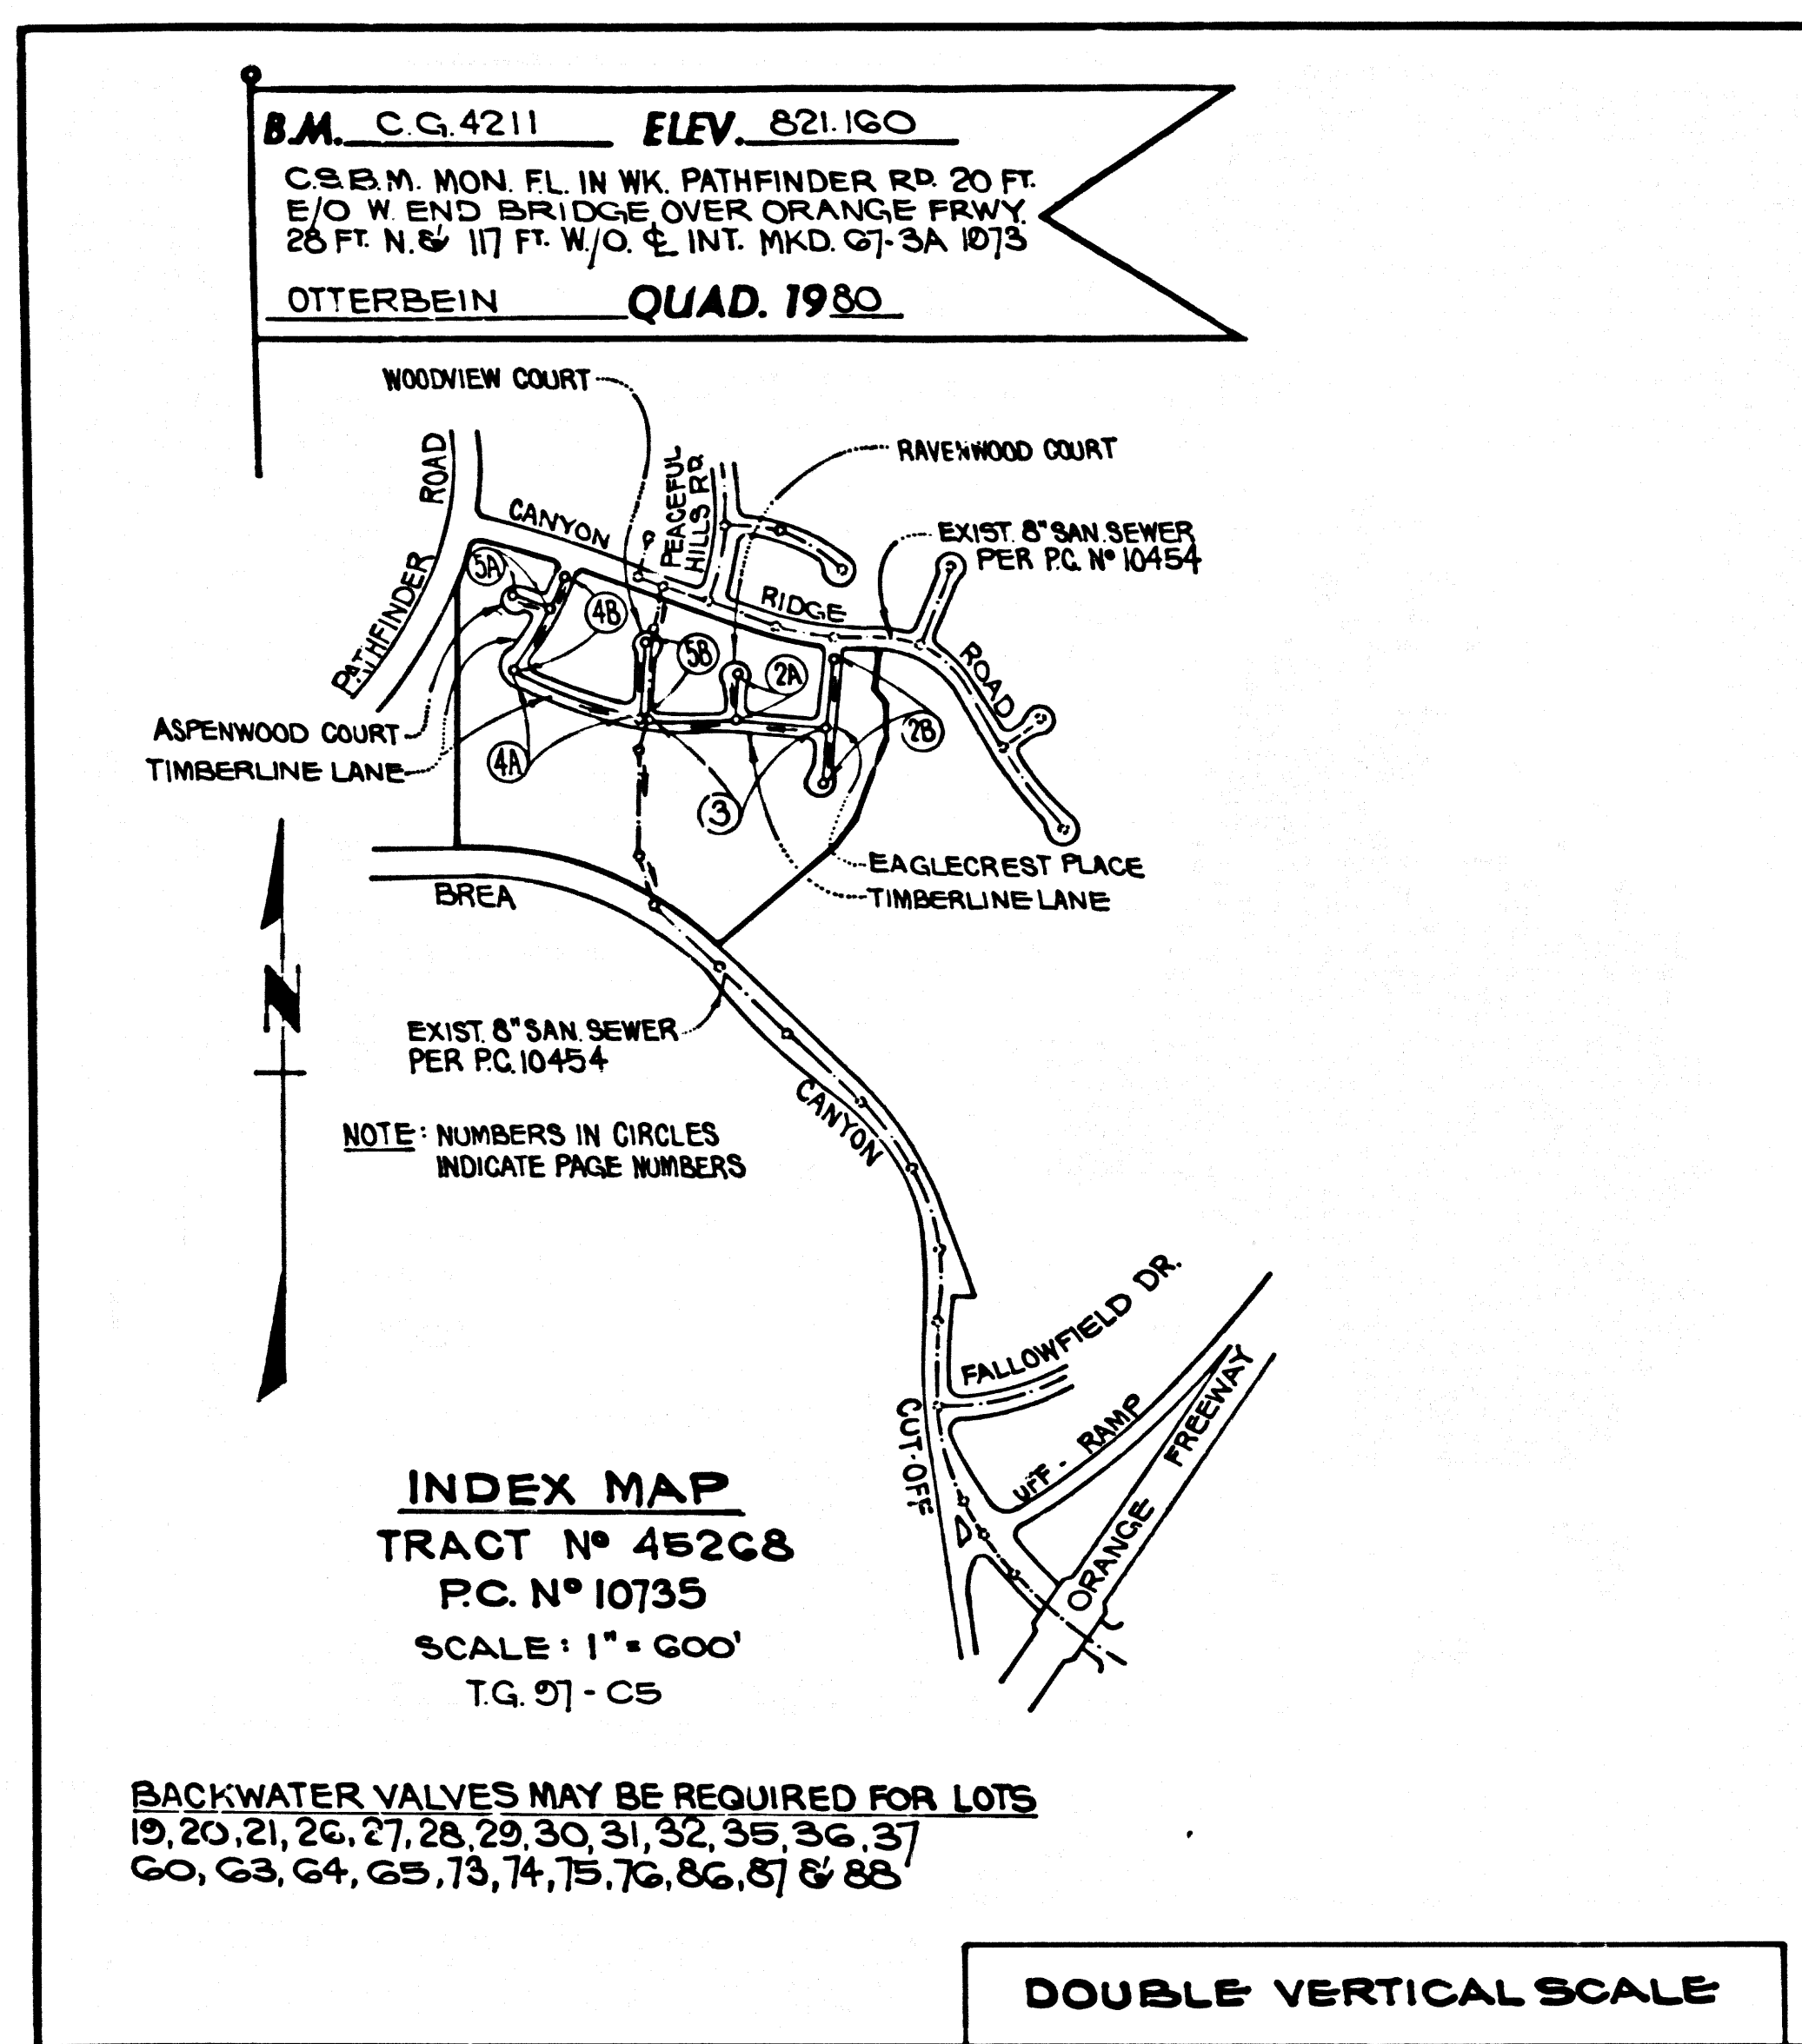 B.M. C.G. 4211 ELEV. 821.160
C.S.B.M. MON. FL. IN WK. PATHFINDER RD. 20 FT.
E/O W. END BRIDGE OVER ORANGE FRWY.
28 FT. N. & 117 FT. W/O. ℄ INT. MKD. 67-3A 1973
OTTERBEIN QUAD. 1980
WOODVIEW COURT
ROAD
PEACEFUL
HILLS RD.
RAVENWOOD COURT
CANYON
EXIST. 8" SAN. SEWER
PER P.C. Nº 10454
5A
PATHFINDER
4B
RIDGE
5B
2A
ROAD
ASPENWOOD COURT
2B
TIMBERLINE LANE
4A
3
EAGLECREST PLACE
BREA
TIMBERLINE LANE
N
EXIST. 8" SAN. SEWER
PER P.C. 10454
CANYON
NOTE: NUMBERS IN CIRCLES
INDICATE PAGE NUMBERS
FALLOWFIELD DR.
CUT-OFF
OFF - RAMP
ORANGE FREEWAY
INDEX MAP
TRACT Nº 45268
P.C. Nº 10735
SCALE: 1" = 600'
T.G. 97 - C5
BACKWATER VALVES MAY BE REQUIRED FOR LOTS
19, 20, 21, 26, 27, 28, 29, 30, 31, 32, 35, 36, 37
60, 63, 64, 65, 73, 74, 75, 76, 86, 87 & 88
DOUBLE VERTICAL SCALE